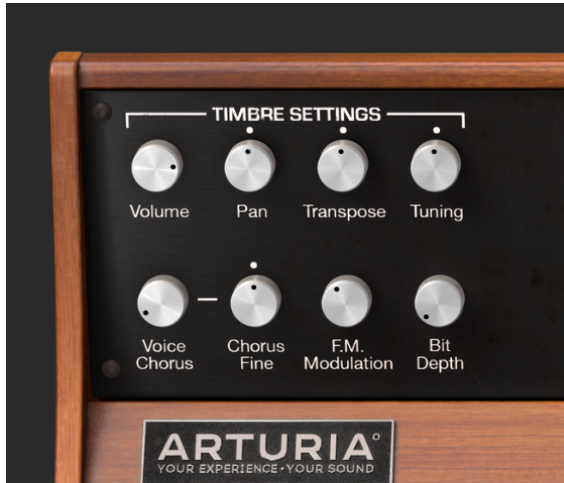 TIMBRE SETTINGS
Volume Pan Transpose Tuning
Voice Chorus Chorus Fine F.M. Modulation Bit Depth
ARTURIA
YOUR EXPERIENCE · YOUR SOUND